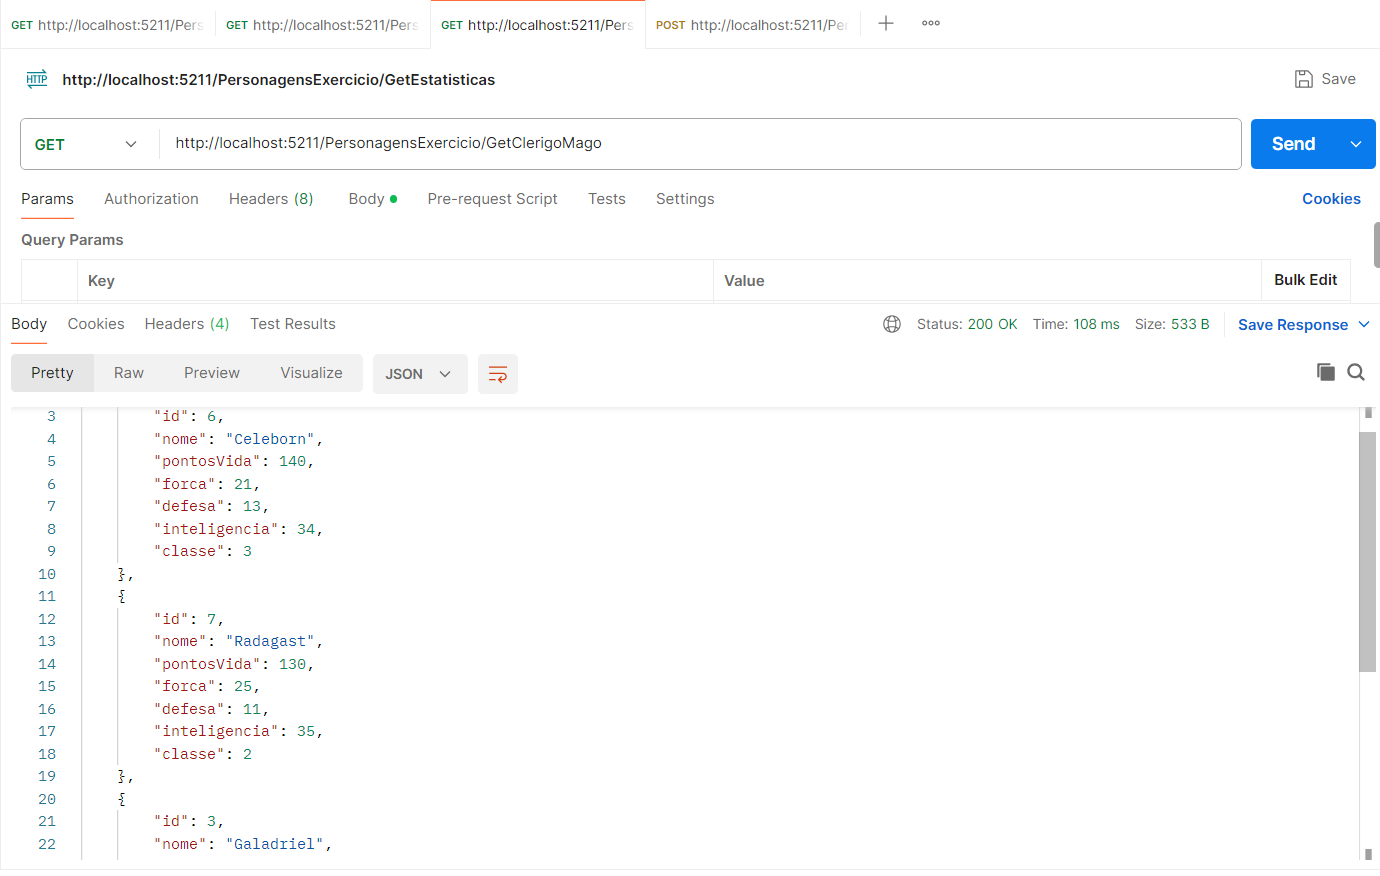 GET http://localhost:5211/Pers GET http://localhost:5211/Pers GET http://localhost:5211/Pers POST http://localhost:5211/Per
HTTP http://localhost:5211/PersonagensExercicio/GetEstatisticas Save
GET http://localhost:5211/PersonagensExercicio/GetClerigoMago Send
Params Authorization Headers (8) Body Pre-request Script Tests Settings Cookies
Query Params
Key Value Bulk Edit
Body Cookies Headers (4) Test Results Status: 200 OK Time: 108 ms Size: 533 B Save Response
Pretty Raw Preview Visualize JSON
3 "id": 6,
4 "nome": "Celeborn",
5 "pontosVida": 140,
6 "forca": 21,
7 "defesa": 13,
8 "inteligencia": 34,
9 "classe": 3
10 },
11 {
12 "id": 7,
13 "nome": "Radagast",
14 "pontosVida": 130,
15 "forca": 25,
16 "defesa": 11,
17 "inteligencia": 35,
18 "classe": 2
19 },
20 {
21 "id": 3,
22 "nome": "Galadriel",